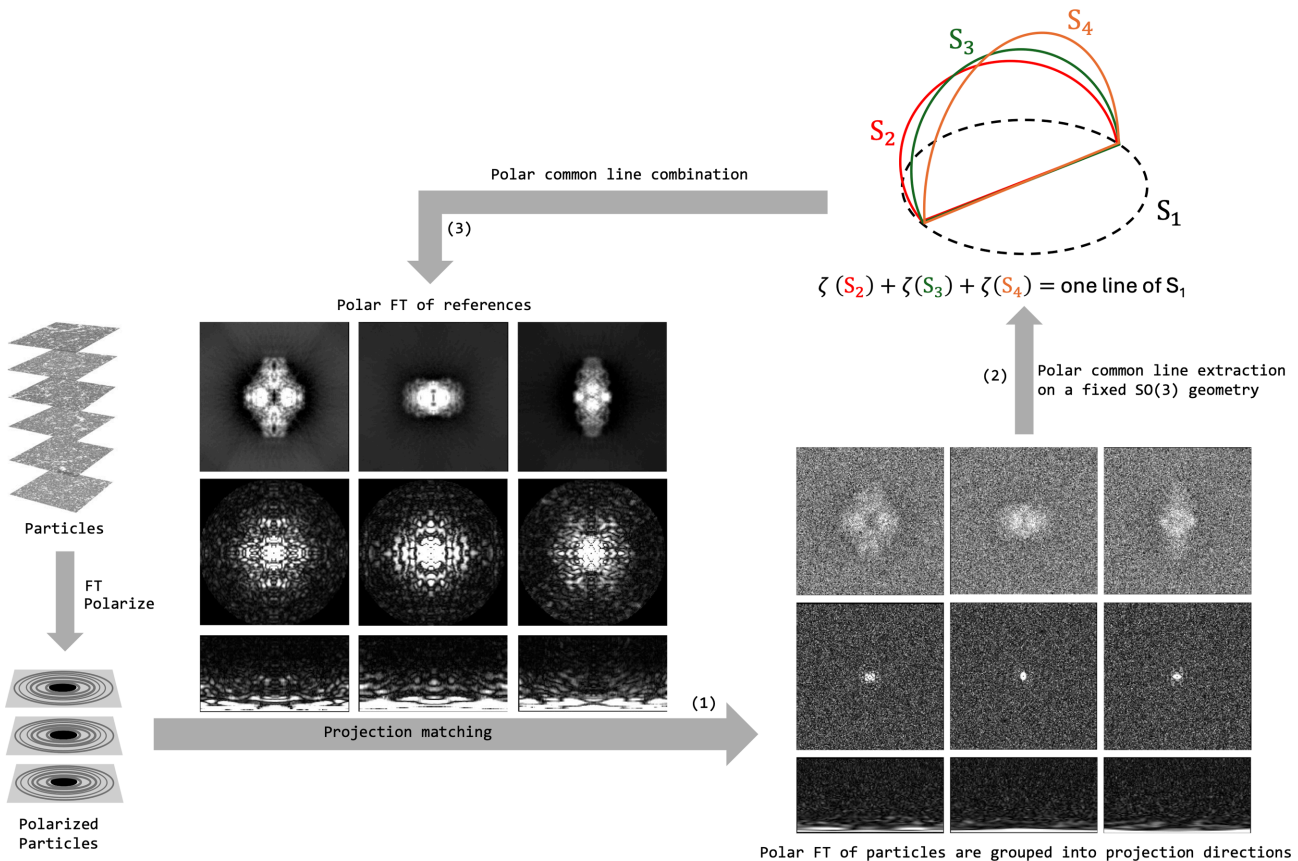 S₄
S₃
S₂
Polar common line combination
S₁
(3)
ζ (S₂) + ζ(S₃) + ζ(S₄) = one line of S₁
Polar FT of references
(2)
Polar common line extraction
on a fixed SO(3) geometry
Particles
FT
Polarize
(1)
Projection matching
Polarized
Particles
Polar FT of particles are grouped into projection directions